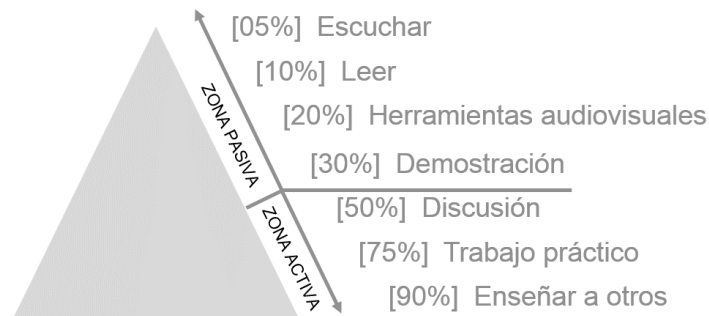 [05%] Escuchar
[10%] Leer
[20%] Herramientas audiovisuales
[30%] Demostración
ZONA PASIVA
[50%] Discusión
[75%] Trabajo práctico
[90%] Enseñar a otros
ZONA ACTIVA